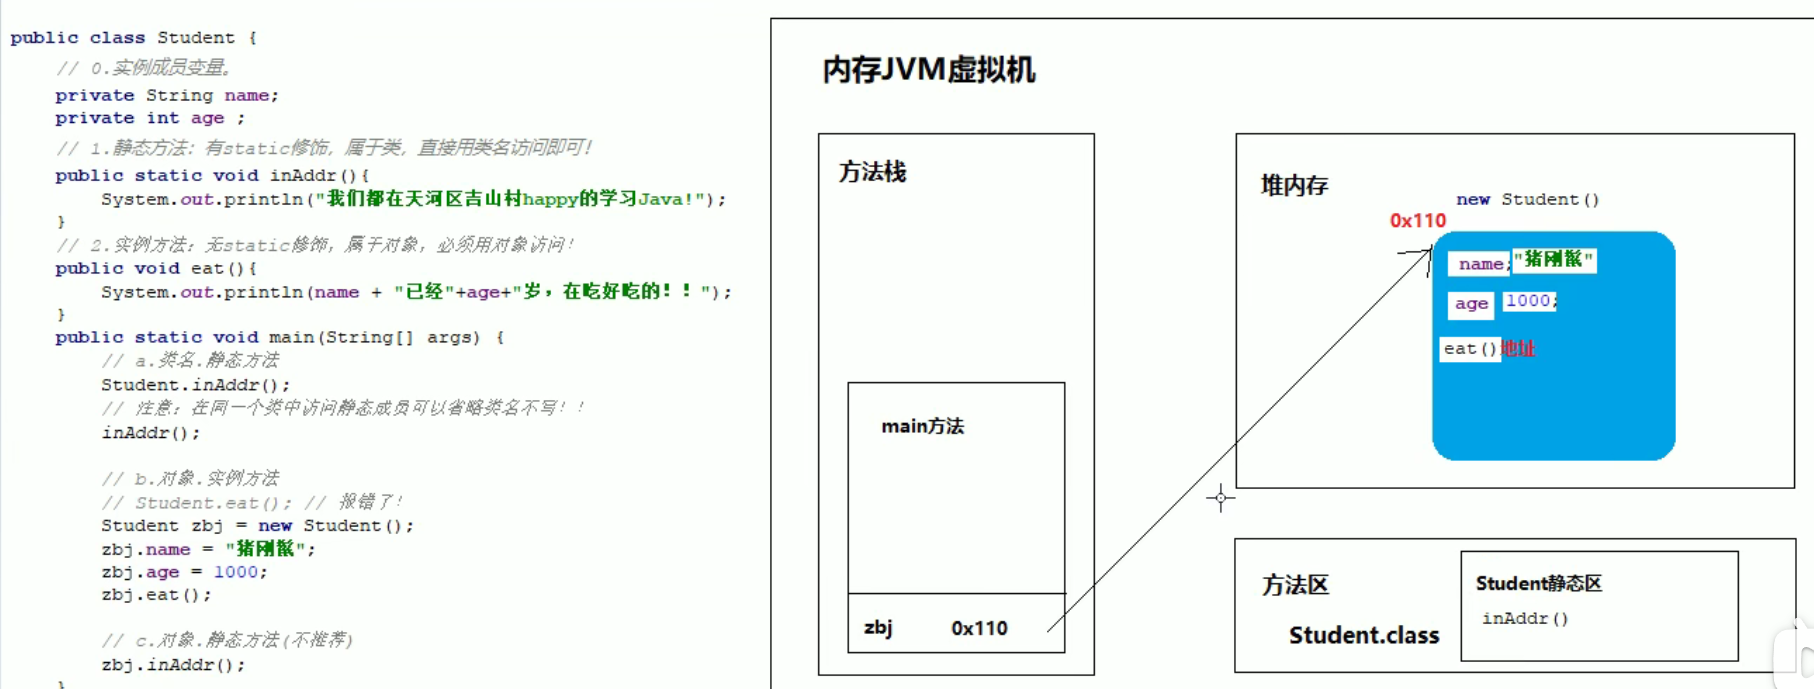 public class Student {
// 0.实例成员变量。
private String name;
private int age ;
// 1.静态方法：有static修饰，属于类，直接用类名访问即可！
public static void inAddr(){
System.out.println("我们都在天河区吉山村happy的学习Java!");
}
// 2.实例方法：无static修饰，属于对象，必须用对象访问！
public void eat(){
System.out.println(name + "已经"+age+"岁，在吃好吃的！！");
}
public static void main(String[] args) {
// a.类名.静态方法
Student.inAddr();
// 注意：在同一个类中访问静态成员可以省略类名不写！！
inAddr();
// b.对象.实例方法
// Student.eat(); // 报错了！
Student zbj = new Student();
zbj.name = "猪刚鬣";
zbj.age = 1000;
zbj.eat();
// c.对象.静态方法(不推荐)
zbj.inAddr();
}
内存JVM虚拟机
方法栈
main方法
zbj 0x110
堆内存
new Student()
0x110
name;"猪刚鬣"
age 1000;
eat()地址
方法区
Student.class
Student静态区
inAddr()